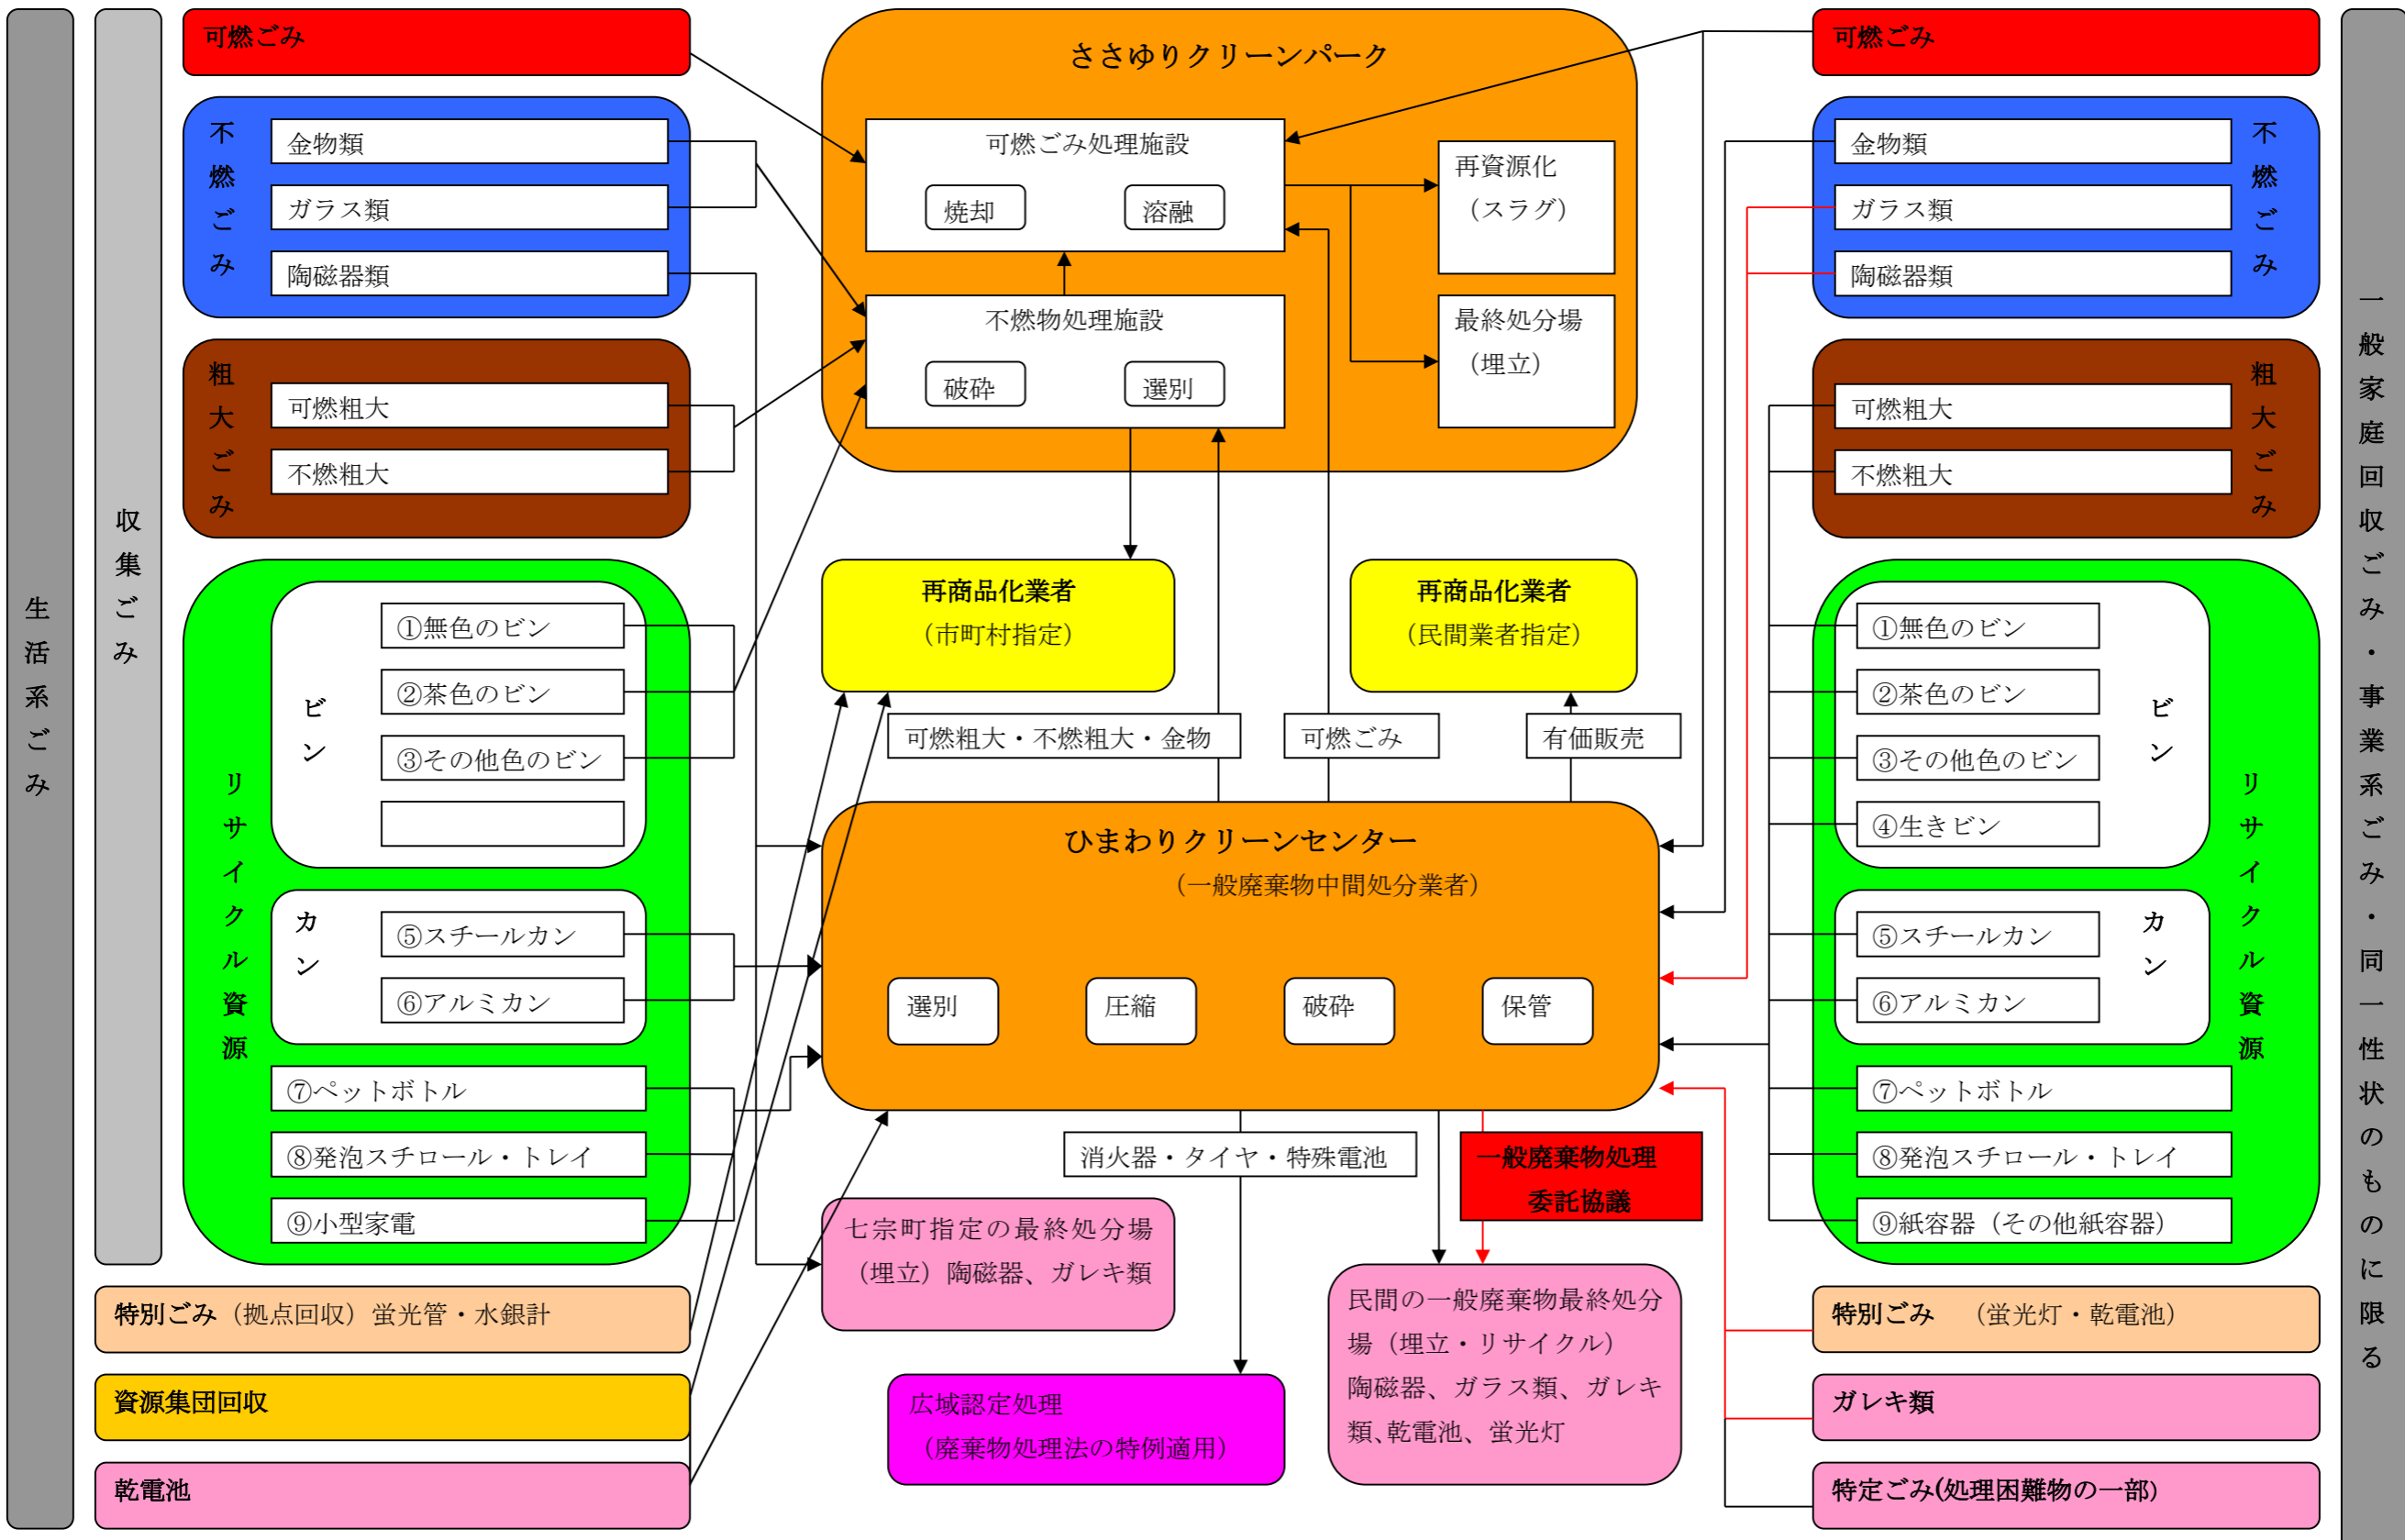 生活系ごみ
収集ごみ
可燃ごみ
不燃ごみ
金物類
ガラス類
陶磁器類
粗大ごみ
可燃粗大
不燃粗大
リサイクル資源
ビン
①無色のビン
②茶色のビン
③その他色のビン
カン
⑤スチールカン
⑥アルミカン
⑦ペットボトル
⑧発泡スチロール・トレイ
⑨小型家電
特別ごみ（拠点回収）蛍光管・水銀計
資源集団回収
乾電池
ささゆりクリーンパーク
可燃ごみ処理施設
焼却
溶融
不燃物処理施設
破砕
選別
再資源化
（スラグ）
最終処分場
（埋立）
再商品化業者
（市町村指定）
再商品化業者
（民間業者指定）
可燃粗大・不燃粗大・金物
可燃ごみ
有価販売
ひまわりクリーンセンター
（一般廃棄物中間処分業者）
選別
圧縮
破砕
保管
消火器・タイヤ・特殊電池
一般廃棄物処理
委託協議
七宗町指定の最終処分場
（埋立）陶磁器、ガレキ類
広域認定処理
（廃棄物処理法の特例適用）
民間の一般廃棄物最終処分
場（埋立・リサイクル）
陶磁器、ガラス類、ガレキ
類、乾電池、蛍光灯
可燃ごみ
不燃ごみ
金物類
ガラス類
陶磁器類
粗大ごみ
可燃粗大
不燃粗大
リサイクル資源
ビン
①無色のビン
②茶色のビン
③その他色のビン
④生きビン
カン
⑤スチールカン
⑥アルミカン
⑦ペットボトル
⑧発泡スチロール・トレイ
⑨紙容器（その他紙容器）
特別ごみ　（蛍光灯・乾電池）
ガレキ類
特定ごみ(処理困難物の一部)
一般家庭回収ごみ・事業系ごみ・同一性状のものに限る